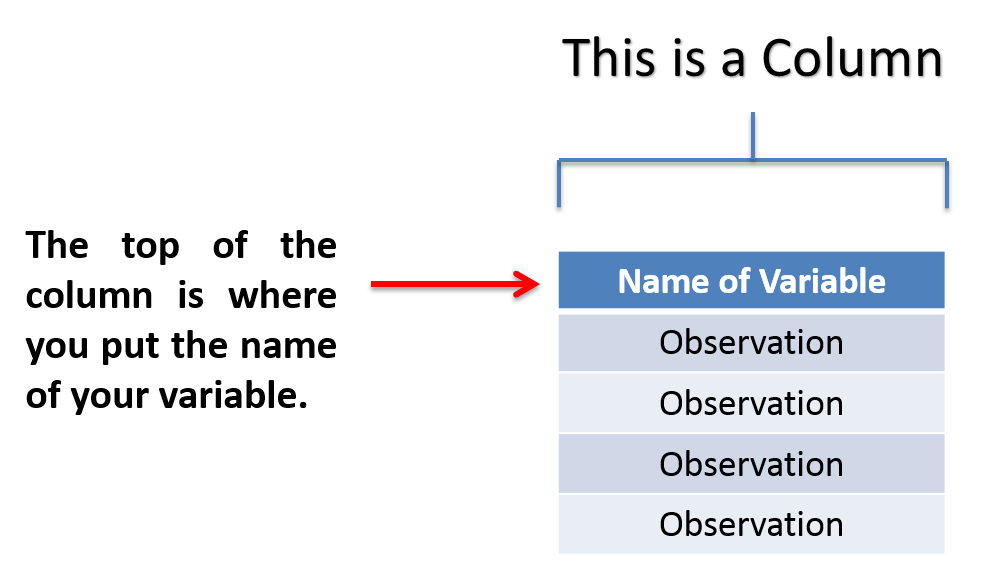 This is a Column
The top of the
column is where
you put the name
of your variable.
Name of Variable
Observation
Observation
Observation
Observation